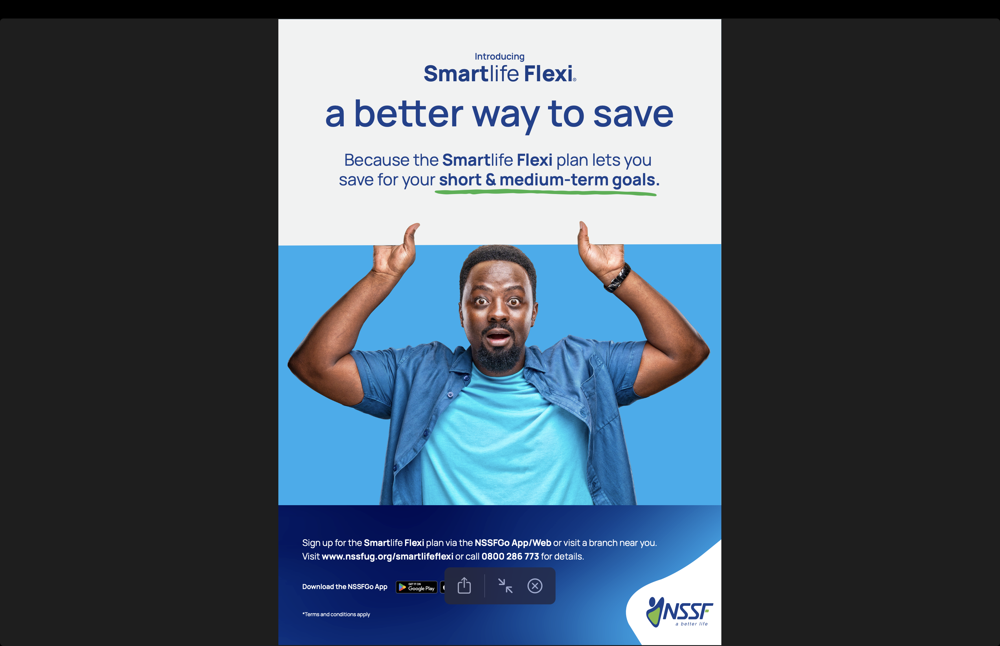 Introducing
Smartlife Flexi®
a better way to save
Because the Smartlife Flexi plan lets you
save for your short & medium-term goals.
Sign up for the Smartlife Flexi plan via the NSSFGo App/Web or visit a branch near you.
Visit www.nssfug.org/smartlifeflexi or call 0800 286 773 for details.
Download the NSSFGo App
GET IT ON
Google Play
*Terms and conditions apply
NSSF
a better life